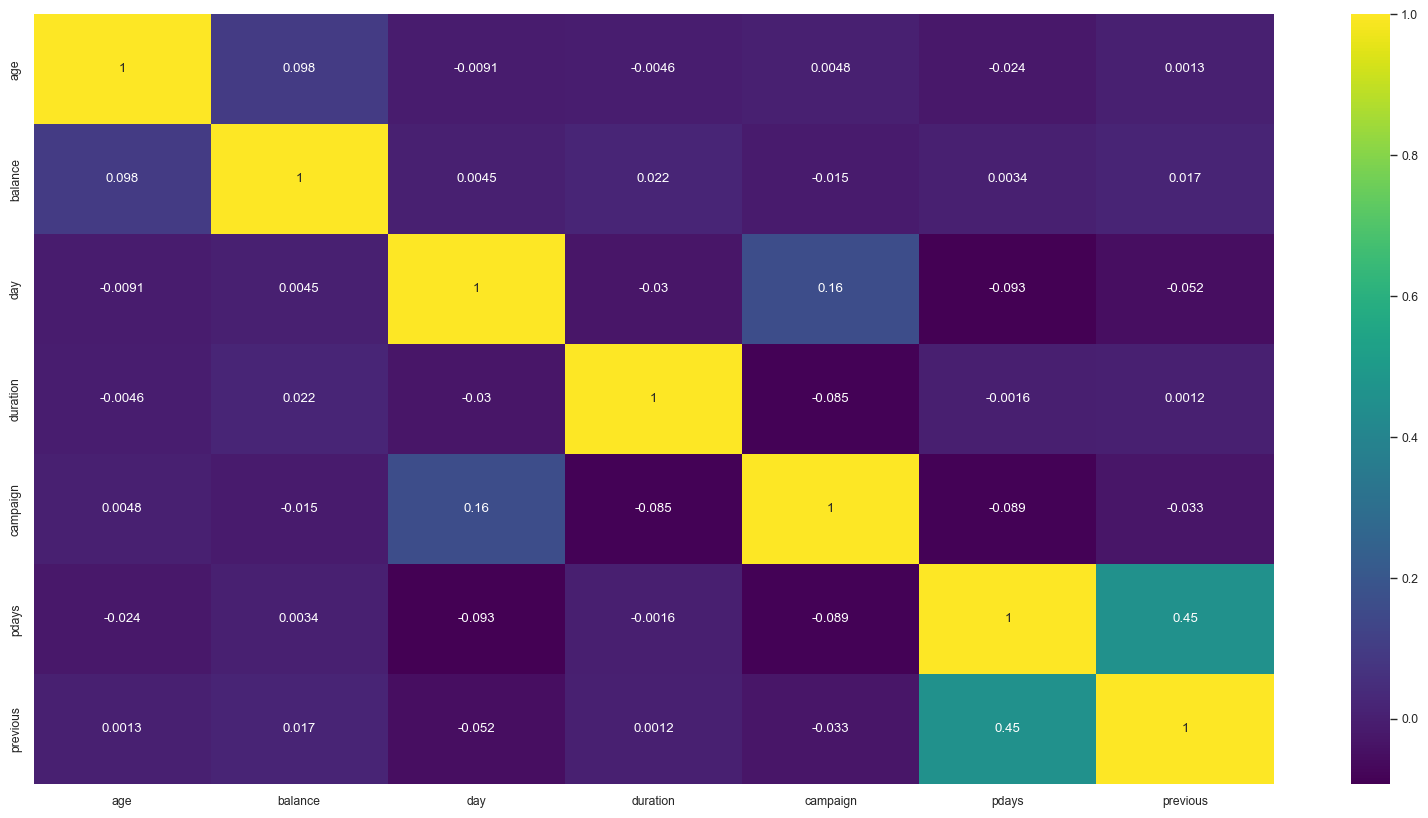 age 1 0.098 -0.0091 -0.0046 0.0048 -0.024 0.0013
balance 0.098 1 0.0045 0.022 -0.015 0.0034 0.017
day -0.0091 0.0045 1 -0.03 0.16 -0.093 -0.052
duration -0.0046 0.022 -0.03 1 -0.085 -0.0016 0.0012
campaign 0.0048 -0.015 0.16 -0.085 1 -0.089 -0.033
pdays -0.024 0.0034 -0.093 -0.0016 -0.089 1 0.45
previous 0.0013 0.017 -0.052 0.0012 -0.033 0.45 1
age balance day duration campaign pdays previous
1.0
0.8
0.6
0.4
0.2
0.0